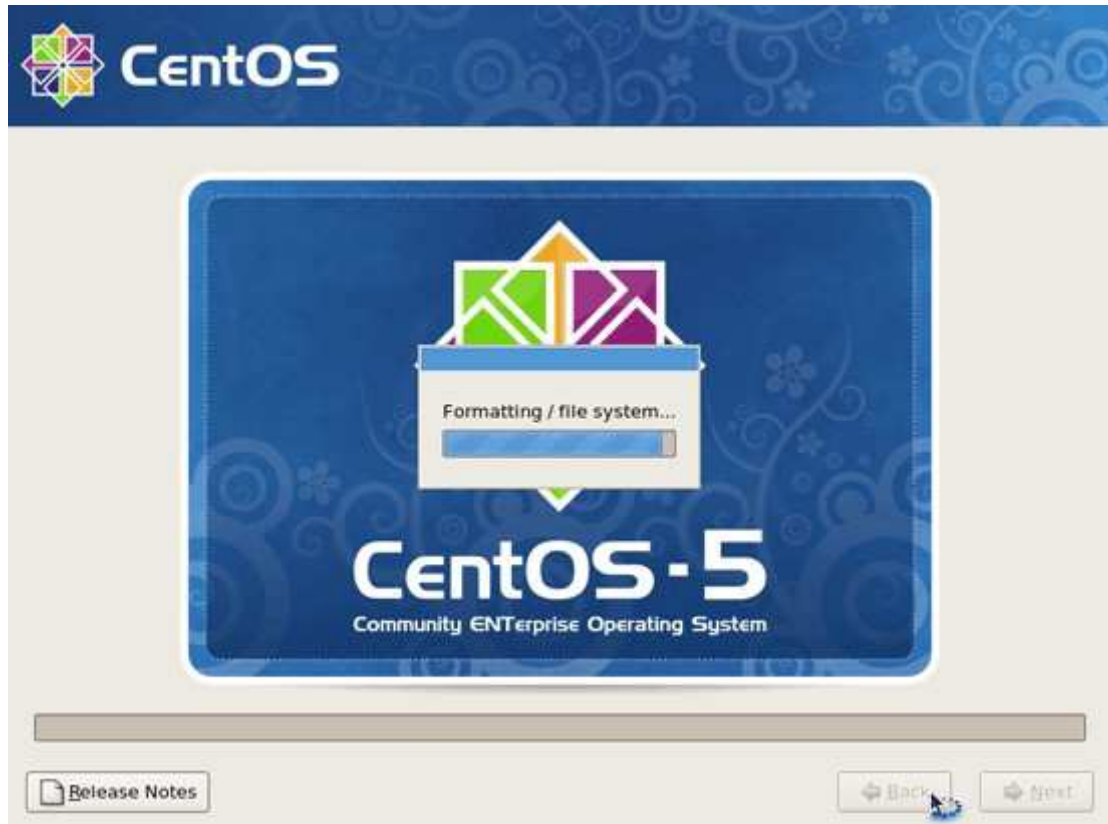 CentOS
Formatting / file system...
CentOS - 5
Community ENTerprise Operating System
Release Notes
Back
Next